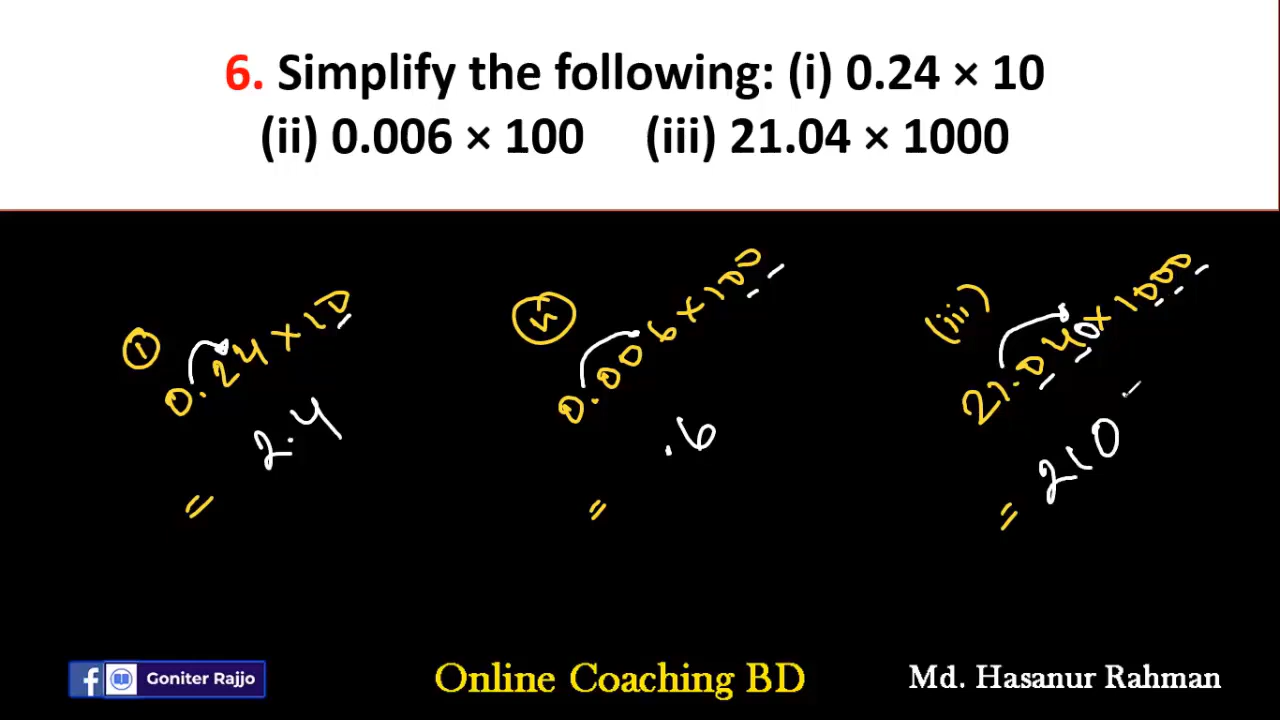 6. Simplify the following: (i) 0.24 × 10
(ii) 0.006 × 100 (iii) 21.04 × 1000
(i)
0.24 × 10
= 2.4
0.006 × 100
= .6
(iii)
21.040 × 1000
= 210
f Goniter Rajjo
Online Coaching BD
Md. Hasanur Rahman